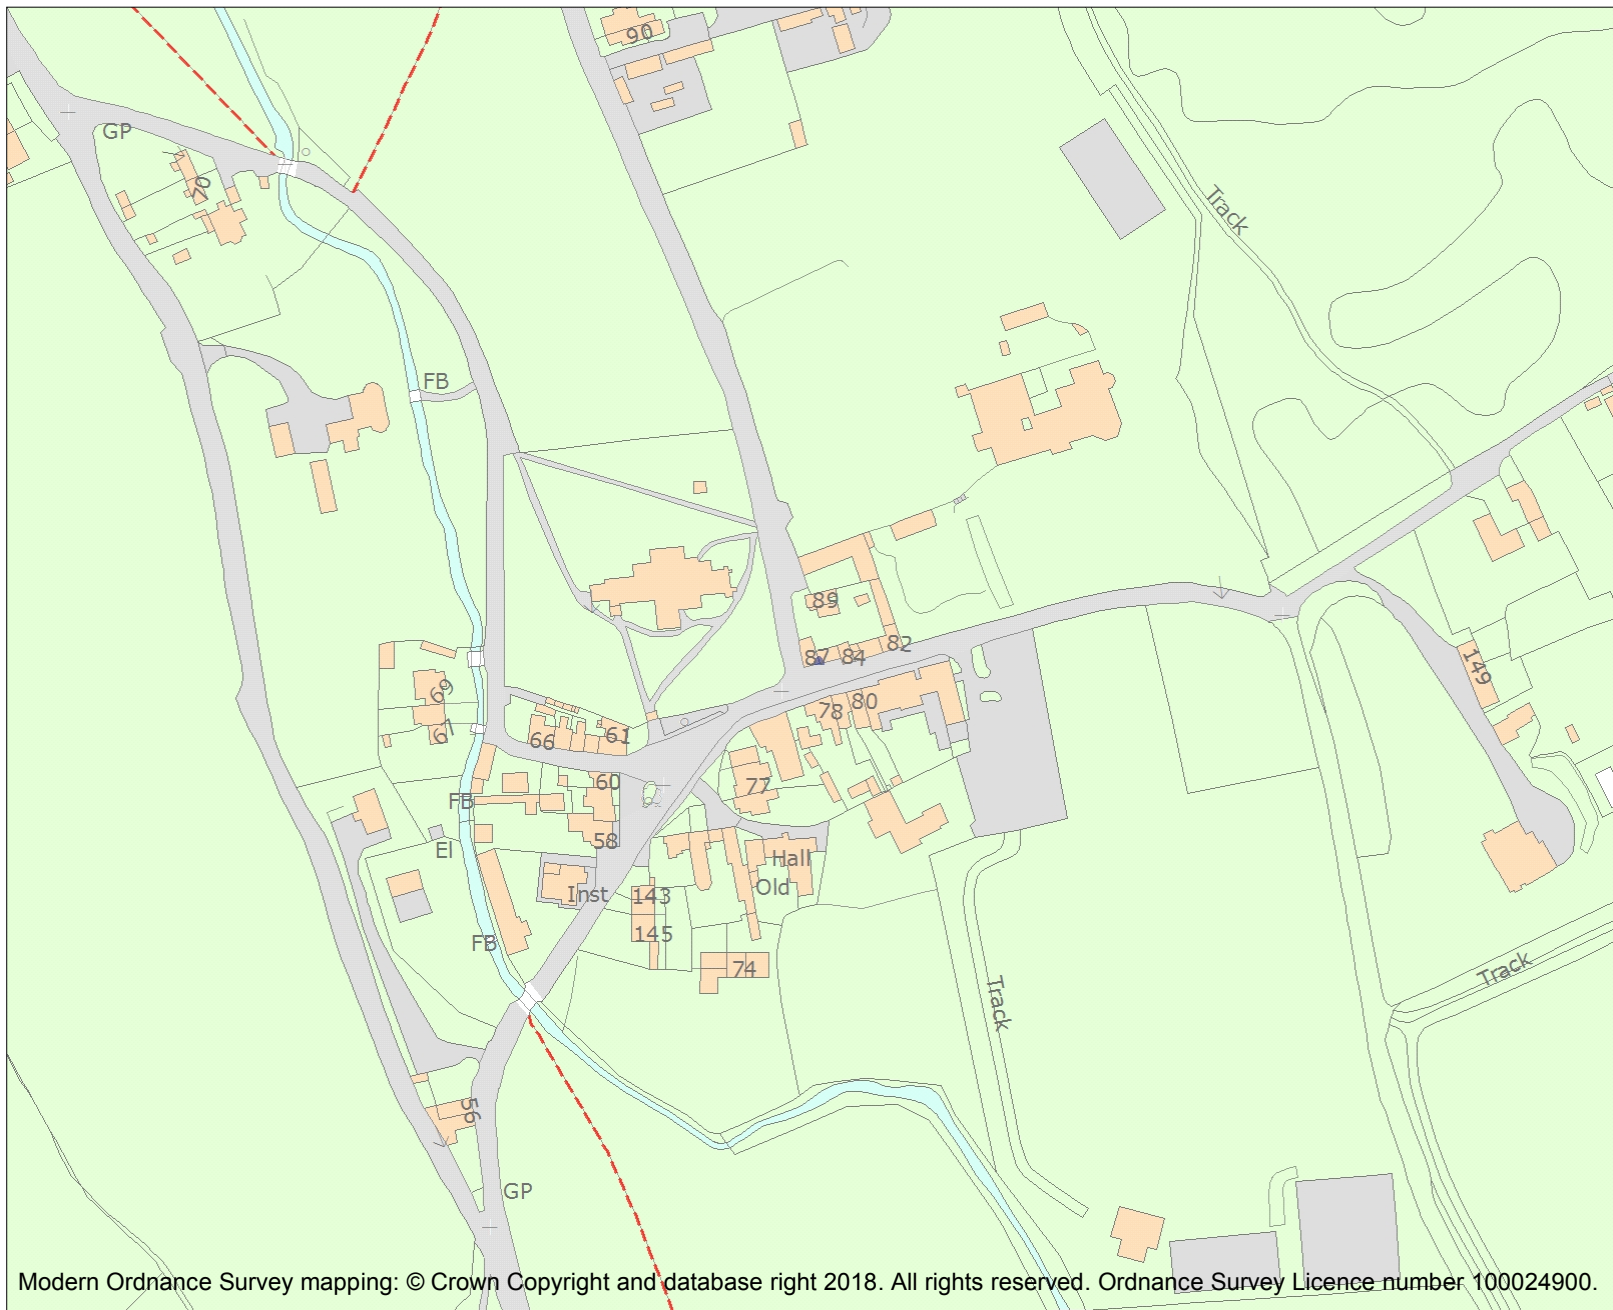 90
GP
70
Track
FB
89
87
84
82
149
69
67
66
61
78
80
60
77
FB
58
El
Hall
Inst
Old
143
145
FB
74
Track
Track
56
GP
Modern Ordnance Survey mapping: © Crown Copyright and database right 2018. All rights reserved. Ordnance Survey Licence number 100024900.